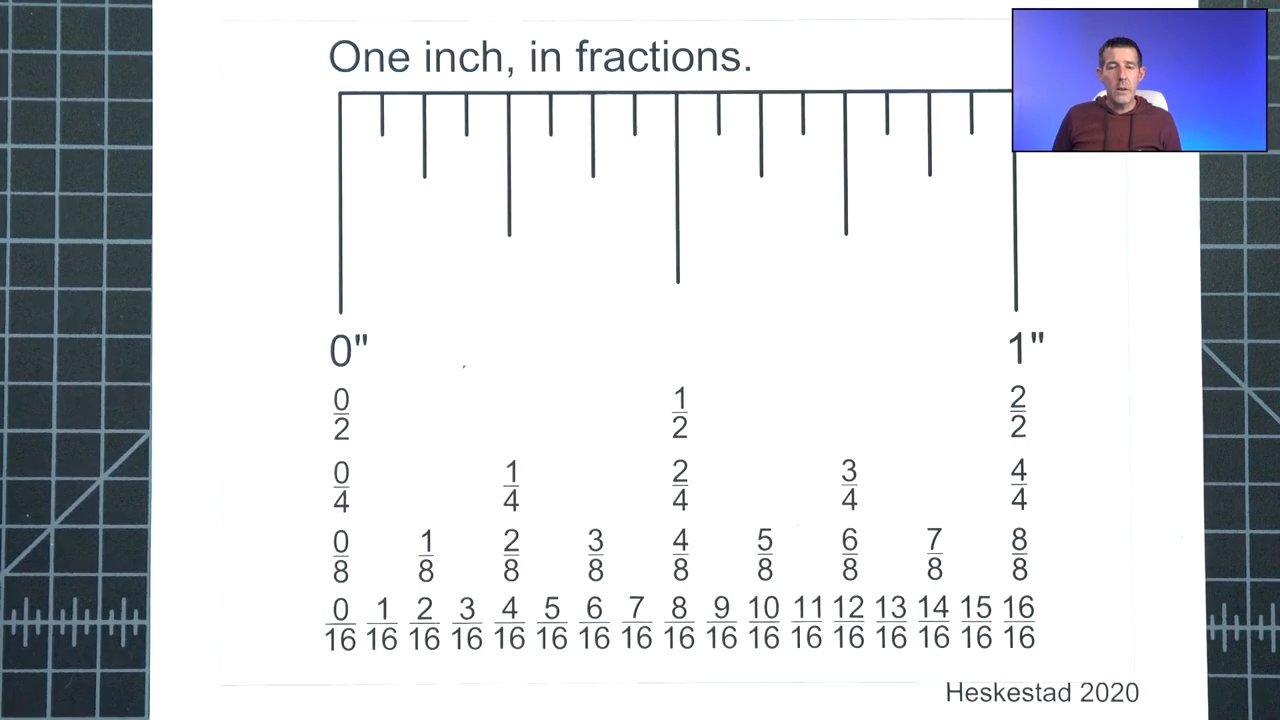 One inch, in fractions.
0" 1"
0/2 1/2 2/2
0/4 1/4 2/4 3/4 4/4
0/8 1/8 2/8 3/8 4/8 5/8 6/8 7/8 8/8
0/16 1/16 2/16 3/16 4/16 5/16 6/16 7/16 8/16 9/16 10/16 11/16 12/16 13/16 14/16 15/16 16/16
Heskestad 2020